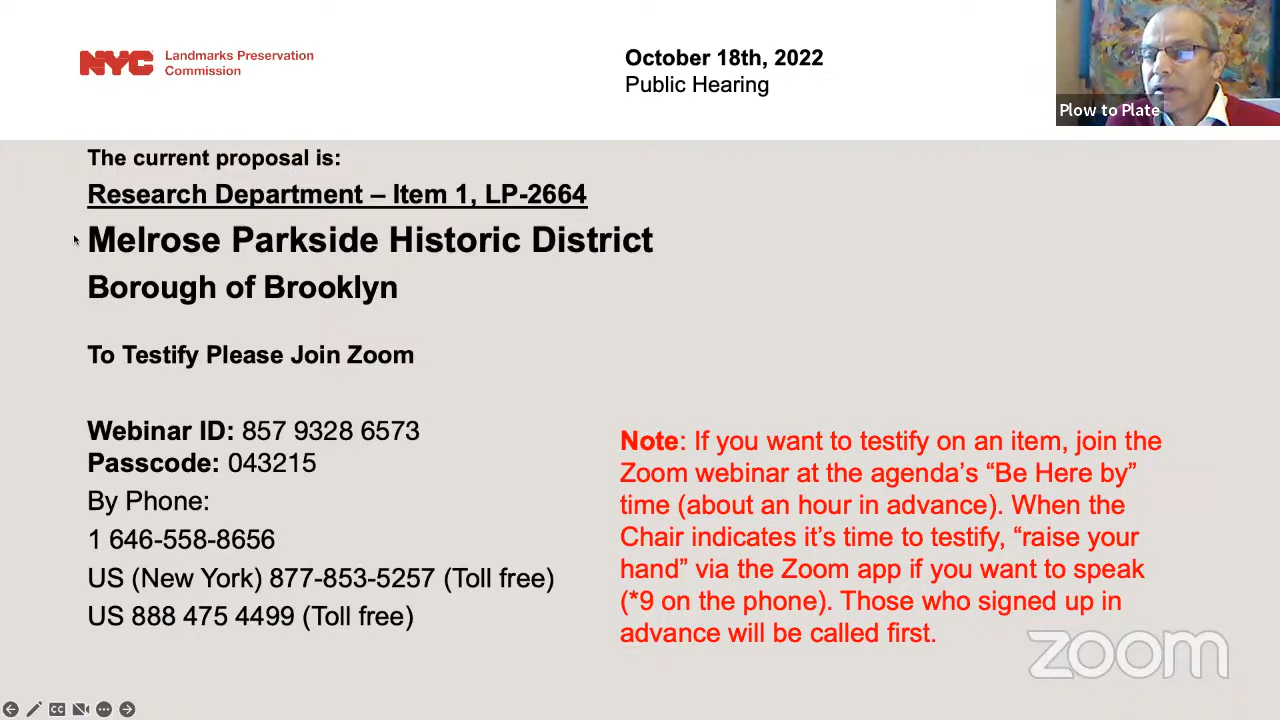 NYC Landmarks Preservation
Commission
October 18th, 2022
Public Hearing
Plow to Plate
The current proposal is:
Research Department – Item 1, LP-2664
Melrose Parkside Historic District
Borough of Brooklyn
To Testify Please Join Zoom
Webinar ID: 857 9328 6573
Passcode: 043215
By Phone:
1 646-558-8656
US (New York) 877-853-5257 (Toll free)
US 888 475 4499 (Toll free)
Note: If you want to testify on an item, join the
Zoom webinar at the agenda’s “Be Here by”
time (about an hour in advance). When the
Chair indicates it’s time to testify, “raise your
hand” via the Zoom app if you want to speak
(*9 on the phone). Those who signed up in
advance will be called first.
zoom
CC